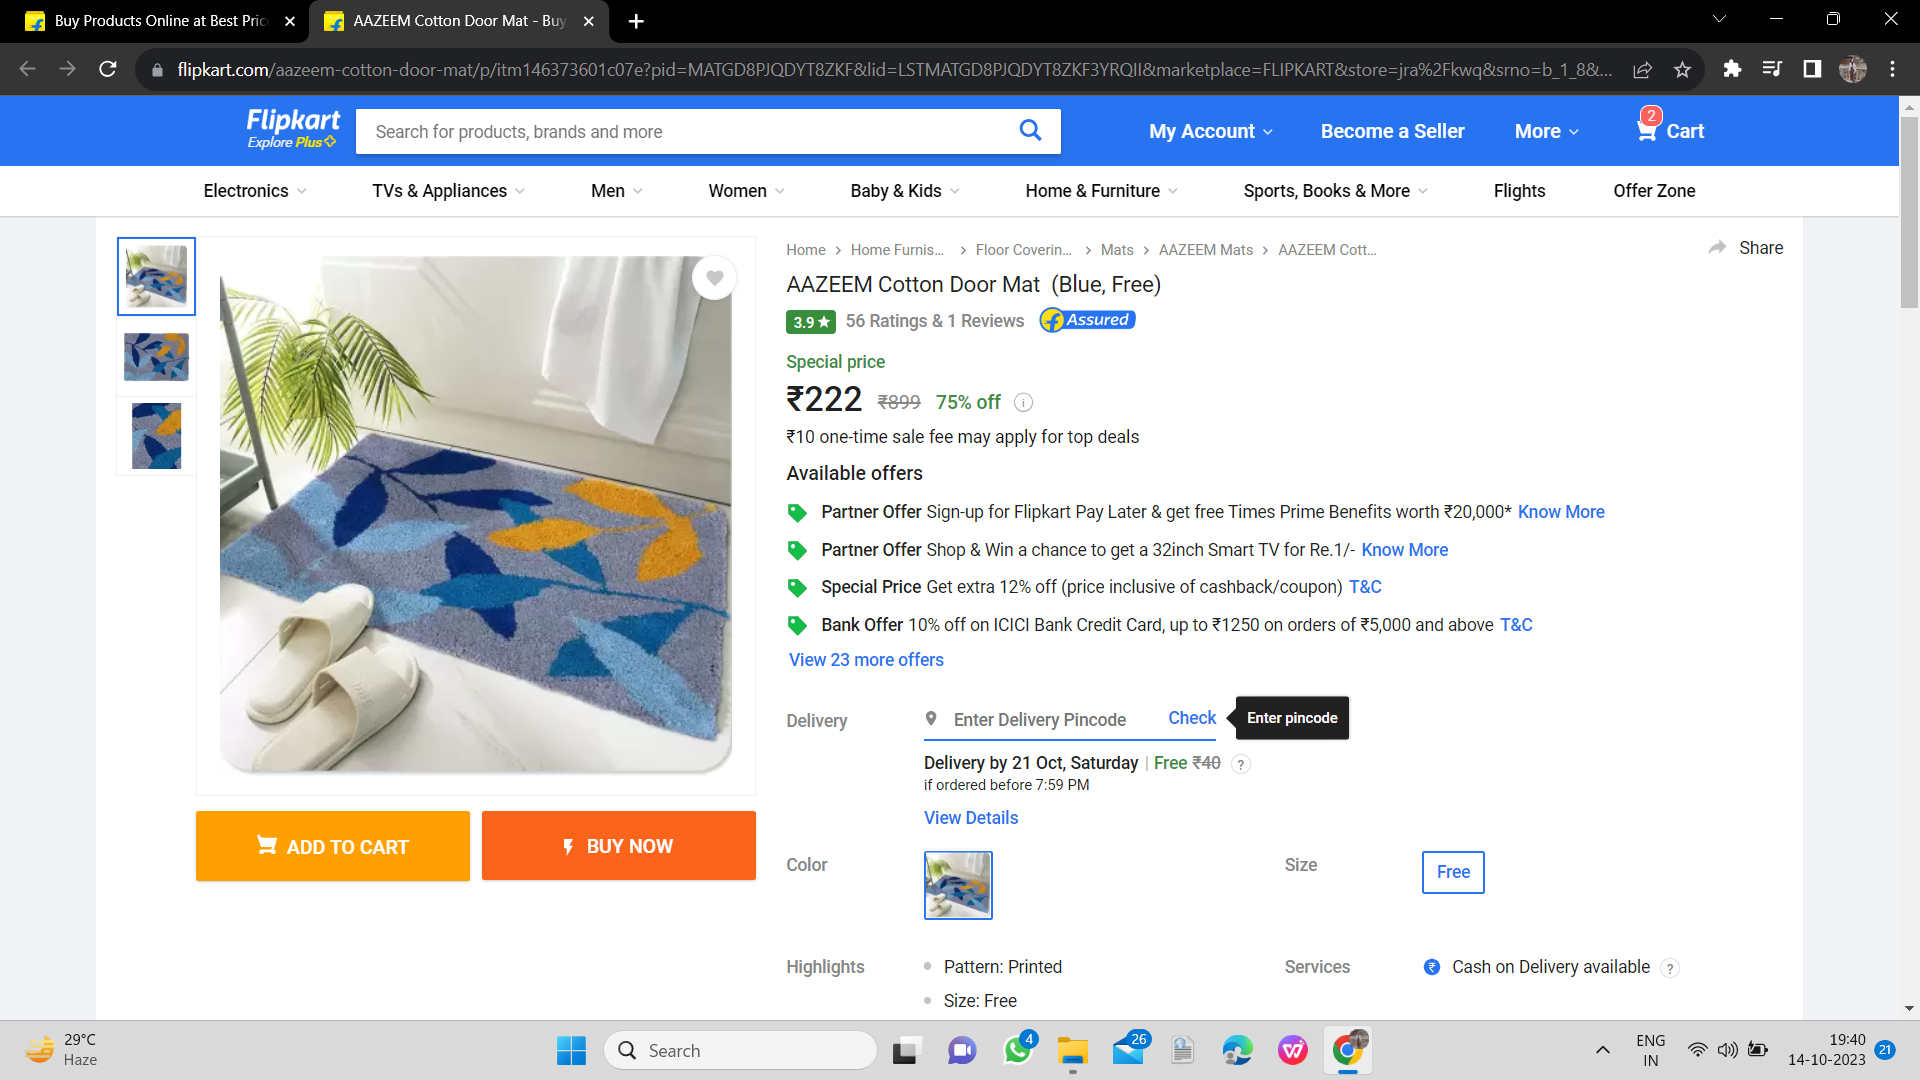 Buy Products Online at Best Pric
AAZEEM Cotton Door Mat - Buy
flipkart.com/aazeem-cotton-door-mat/p/itm146373601c07e?pid=MATGD8PJQDYT8ZKF&lid=LSTMATGD8PJQDYT8ZKF3YRQII&marketplace=FLIPKART&store=jra%2Fkwq&srno=b_1_8&...
Flipkart
Explore Plus
Search for products, brands and more
My Account
Become a Seller
More
2
Cart
Electronics
TVs & Appliances
Men
Women
Baby & Kids
Home & Furniture
Sports, Books & More
Flights
Offer Zone
Home > Home Furnis... > Floor Coverin... > Mats > AAZEEM Mats > AAZEEM Cott...
Share
AAZEEM Cotton Door Mat (Blue, Free)
3.9★ 56 Ratings & 1 Reviews Assured
Special price
₹222 ₹899 75% off
₹10 one-time sale fee may apply for top deals
Available offers
Partner Offer Sign-up for Flipkart Pay Later & get free Times Prime Benefits worth ₹20,000* Know More
Partner Offer Shop & Win a chance to get a 32inch Smart TV for Re.1/- Know More
Special Price Get extra 12% off (price inclusive of cashback/coupon) T&C
Bank Offer 10% off on ICICI Bank Credit Card, up to ₹1250 on orders of ₹5,000 and above T&C
View 23 more offers
Delivery
Enter Delivery Pincode
Check
Enter pincode
Delivery by 21 Oct, Saturday | Free ₹40 ?
if ordered before 7:59 PM
View Details
ADD TO CART
BUY NOW
Color
Size
Free
Highlights
Pattern: Printed
Size: Free
Services
₹ Cash on Delivery available ?
29°C
Haze
Search
4
26
ENG
IN
19:40
14-10-2023
21